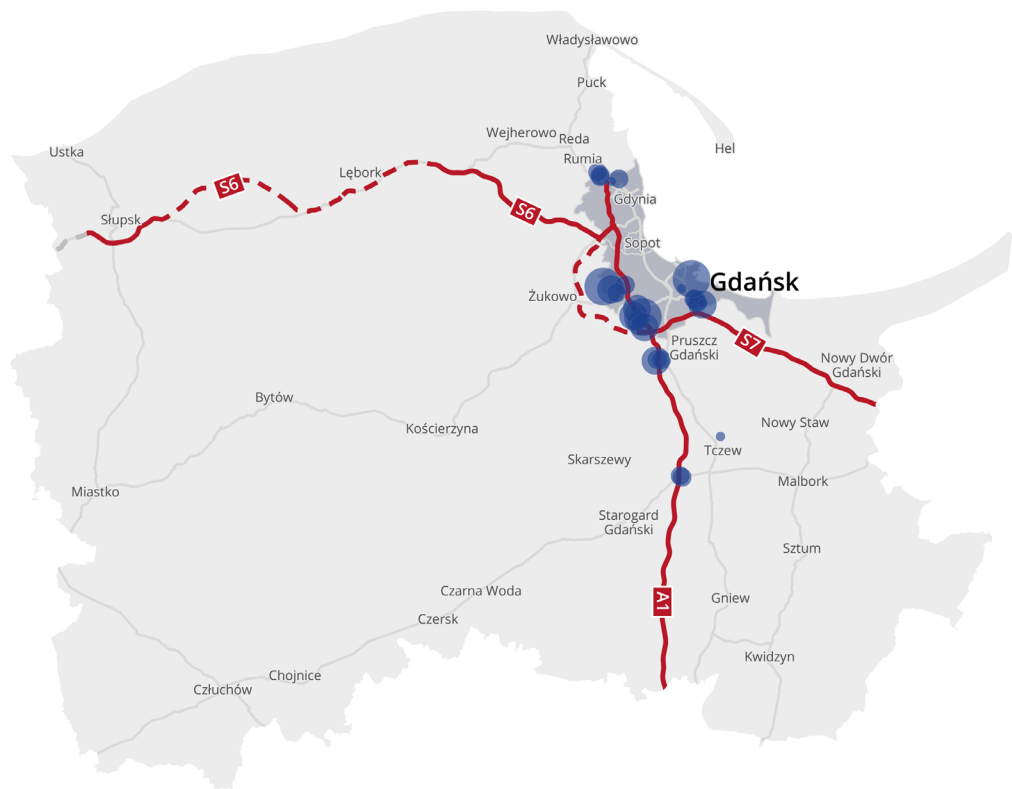 Władysławowo
Puck
Wejherowo
Reda
Hel
Ustka
Rumia
Lębork
S6
Gdynia
S6
Słupsk
Sopot
Gdańsk
Żukowo
S7
Pruszcz
Gdański
Nowy Dwór
Gdański
Bytów
Kościerzyna
Nowy Staw
Tczew
Skarszewy
Malbork
Miastko
Starogard
Gdański
Sztum
Czarna Woda
A1
Gniew
Czersk
Kwidzyn
Chojnice
Człuchów